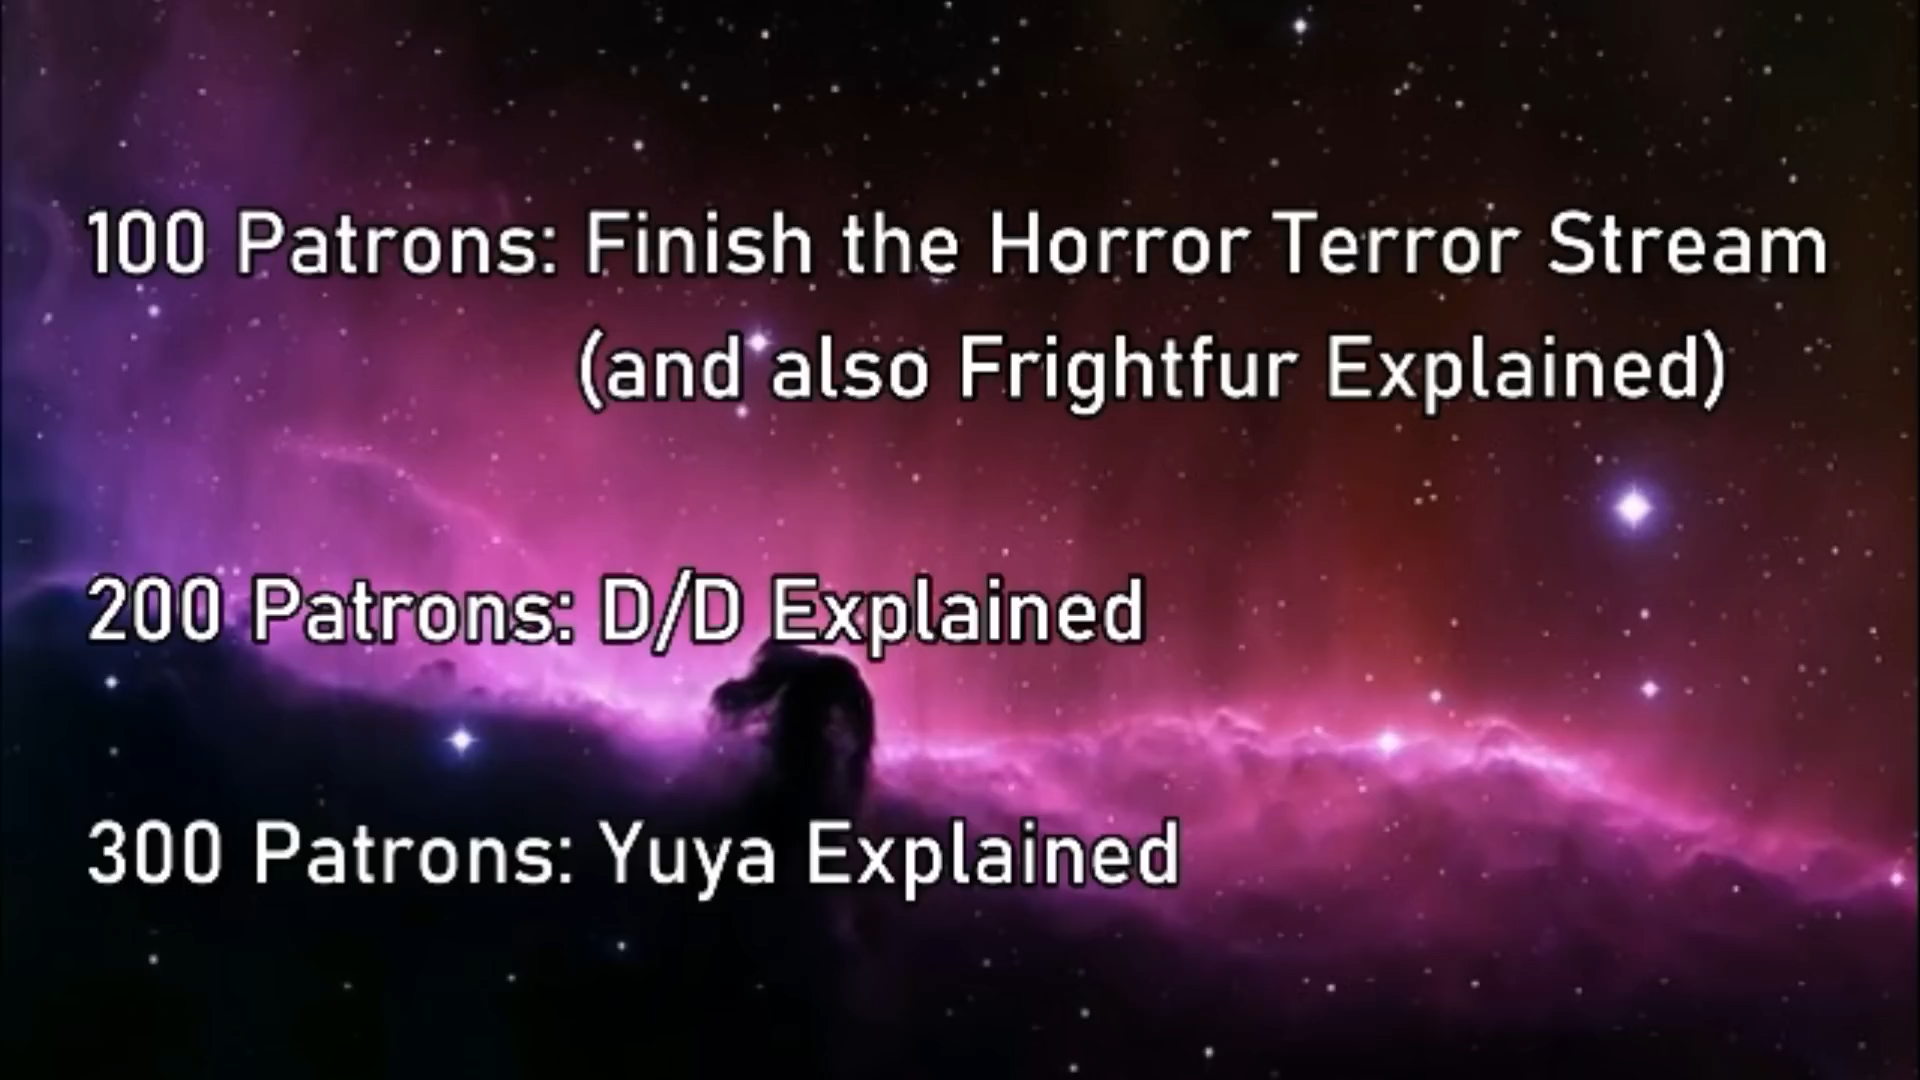 100 Patrons: Finish the Horror Terror Stream
(and also Frightfur Explained)
200 Patrons: D/D Explained
300 Patrons: Yuya Explained